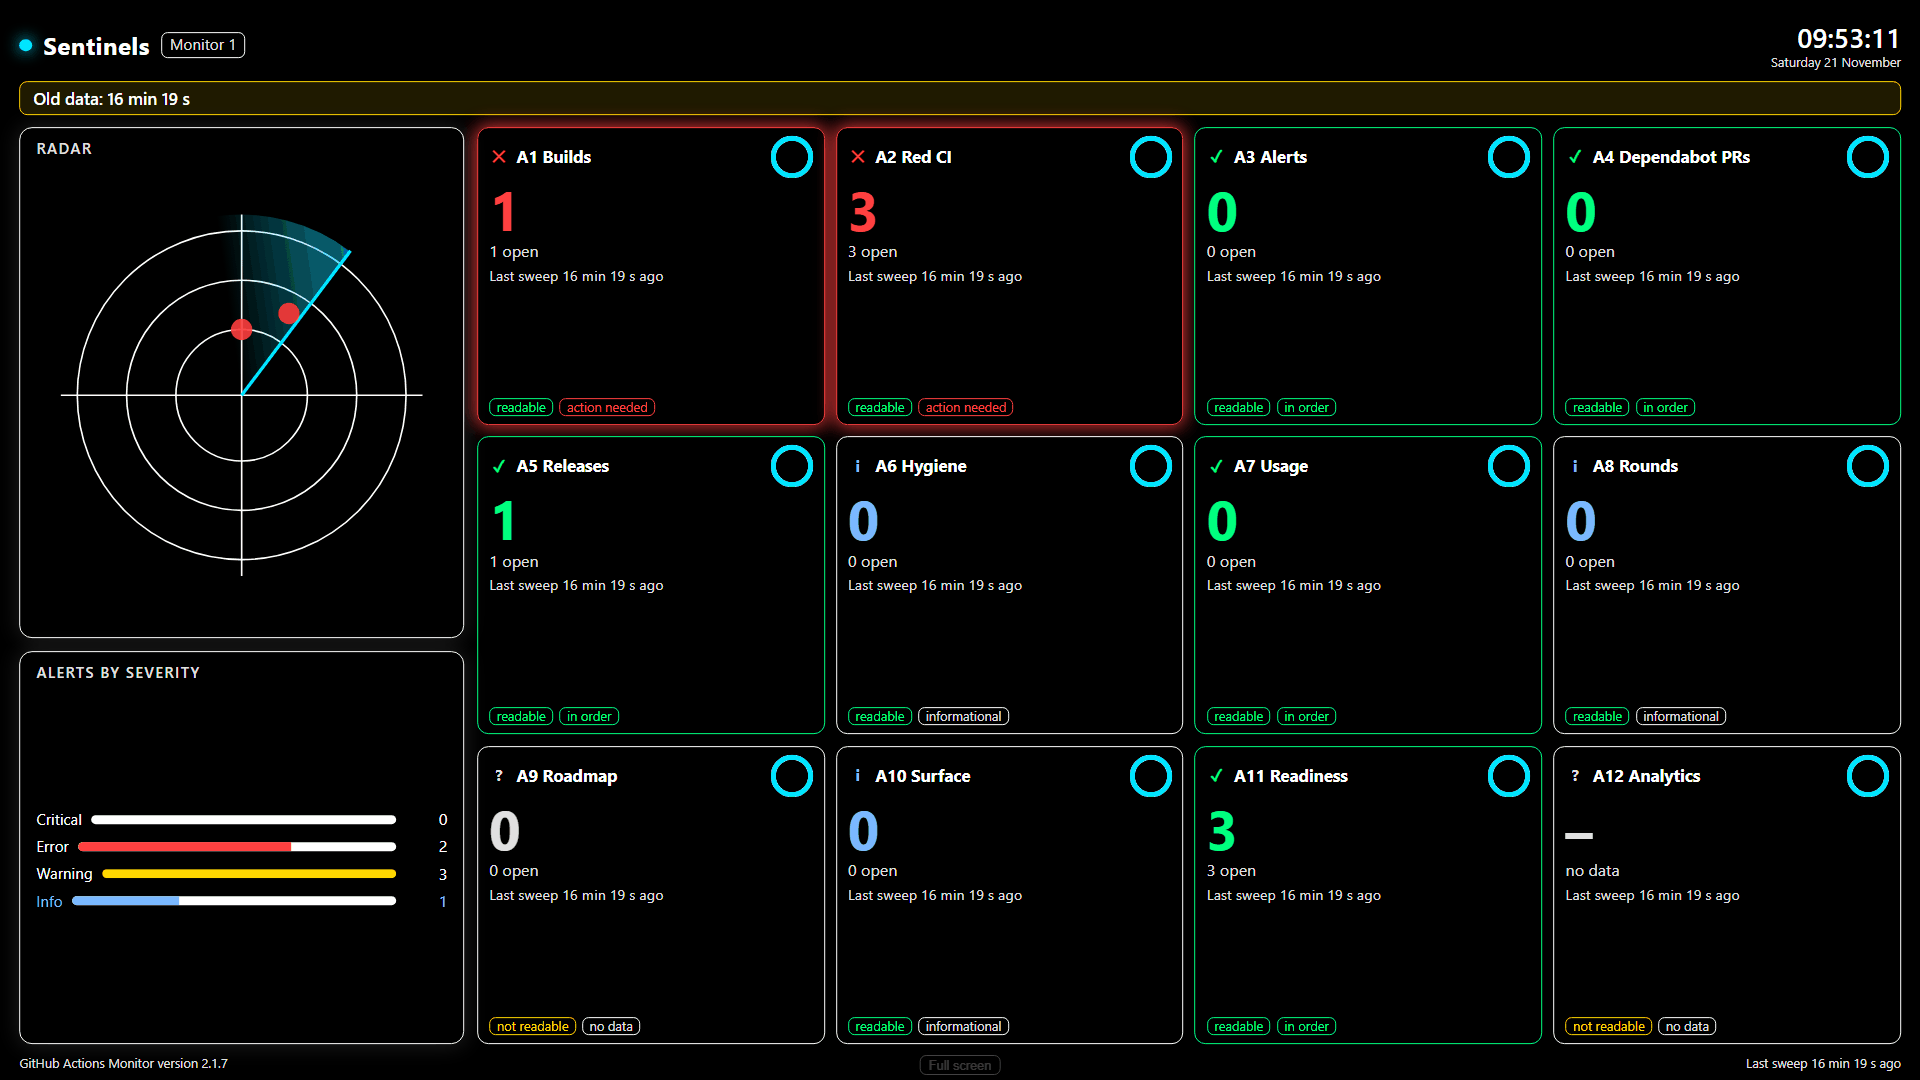 Sentinels
Monitor 1
09:53:11
Saturday 21 November
Old data: 16 min 19 s
RADAR
A1 Builds
1
1 open
Last sweep 16 min 19 s ago
readable
action needed
A2 Red CI
3
3 open
Last sweep 16 min 19 s ago
readable
action needed
A3 Alerts
0
0 open
Last sweep 16 min 19 s ago
readable
in order
A4 Dependabot PRs
0
0 open
Last sweep 16 min 19 s ago
readable
in order
A5 Releases
1
1 open
Last sweep 16 min 19 s ago
readable
in order
A6 Hygiene
0
0 open
Last sweep 16 min 19 s ago
readable
informational
A7 Usage
0
0 open
Last sweep 16 min 19 s ago
readable
in order
A8 Rounds
0
0 open
Last sweep 16 min 19 s ago
readable
informational
ALERTS BY SEVERITY
Critical 0
Error 2
Warning 3
Info 1
? A9 Roadmap
0
0 open
Last sweep 16 min 19 s ago
not readable
no data
A10 Surface
0
0 open
Last sweep 16 min 19 s ago
readable
informational
A11 Readiness
3
3 open
Last sweep 16 min 19 s ago
readable
in order
? A12 Analytics
–
no data
Last sweep 16 min 19 s ago
not readable
no data
GitHub Actions Monitor version 2.1.7
Full screen
Last sweep 16 min 19 s ago